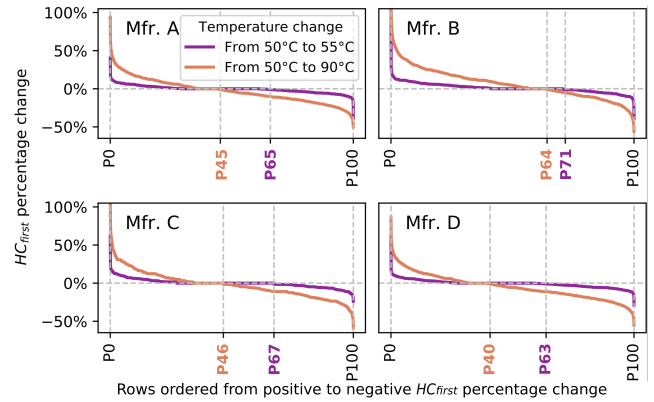 Mfr. A
Temperature change
From 50°C to 55°C
From 50°C to 90°C
Mfr. B
100%
50%
0%
−50%
P0
P45
P65
P100
P0
P64
P71
P100
HCfirst percentage change
Mfr. C
Mfr. D
100%
50%
0%
−50%
P0
P46
P67
P100
P0
P40
P63
P100
Rows ordered from positive to negative HCfirst percentage change